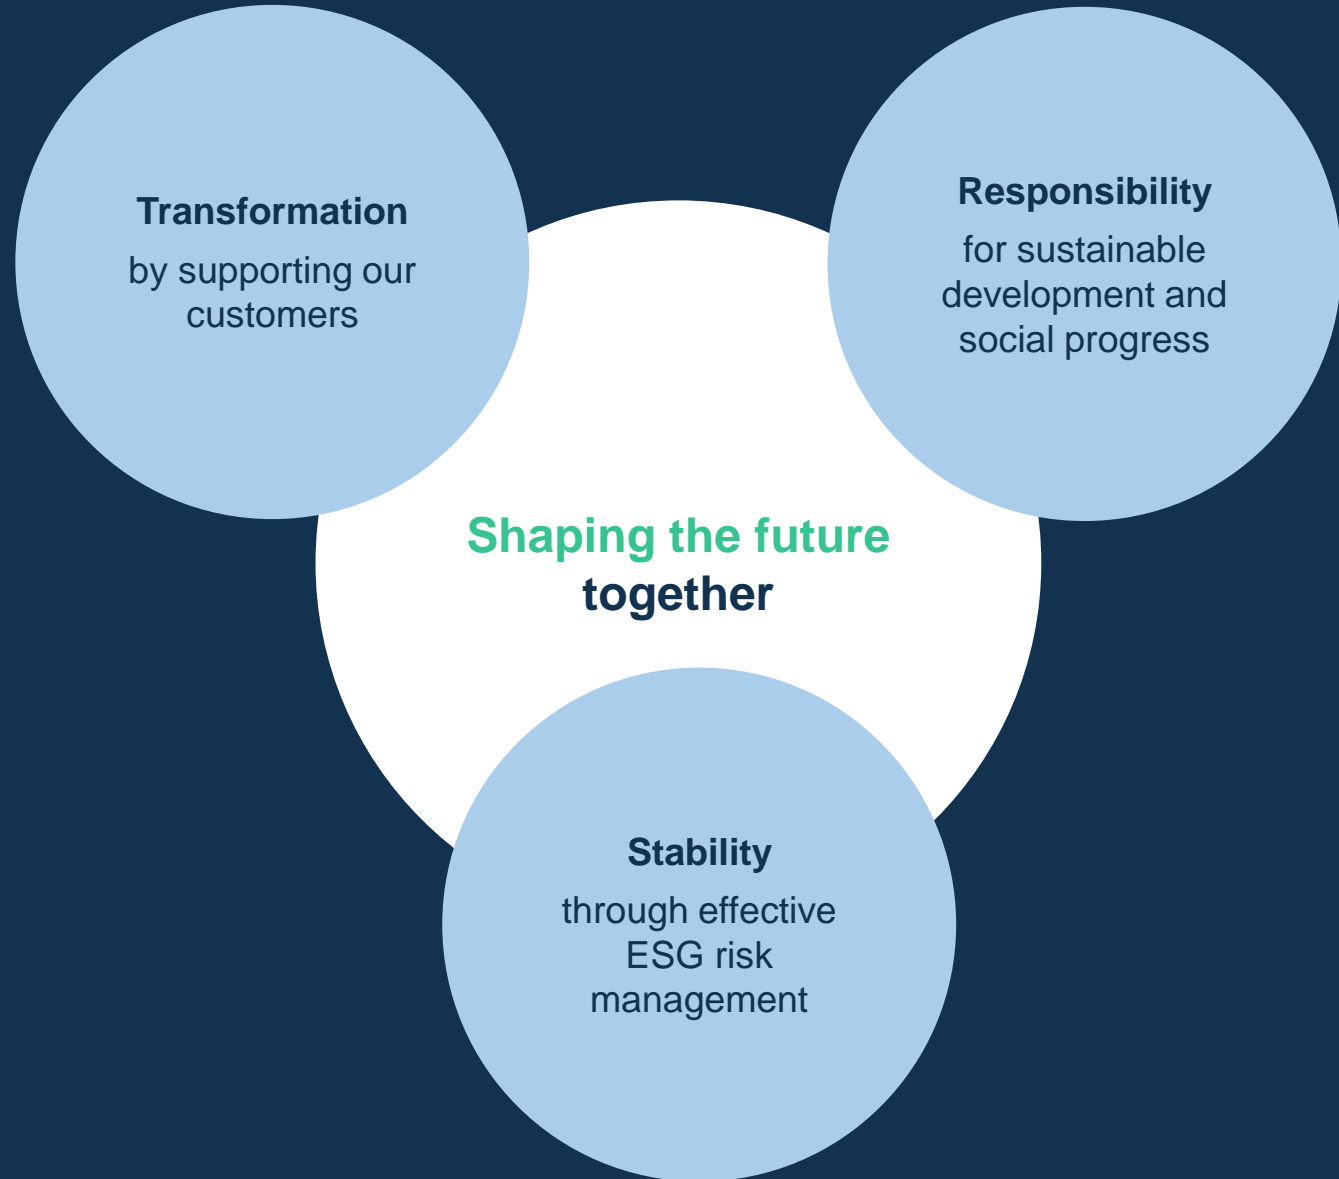 Transformation
by supporting our
customers
Responsibility
for sustainable
development and
social progress
Shaping the future
together
Stability
through effective
ESG risk
management